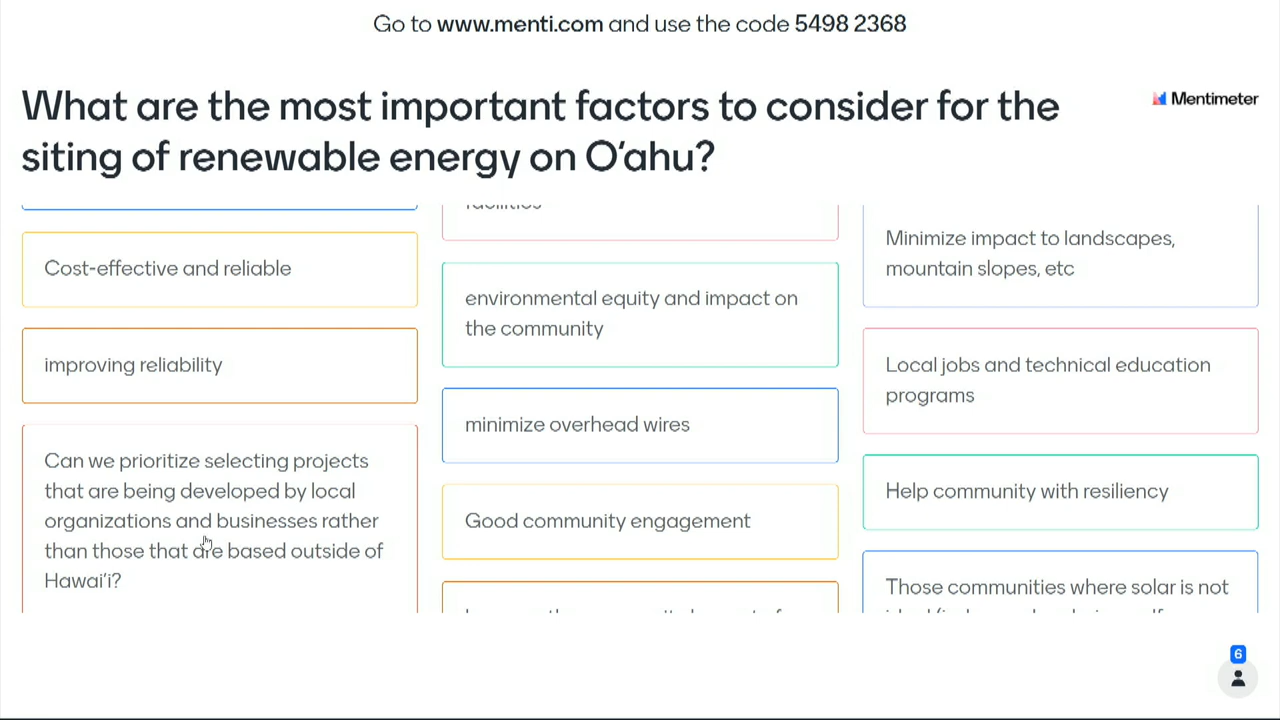 Go to www.menti.com and use the code 5498 2368
What are the most important factors to consider for the
siting of renewable energy on Oʻahu?
Mentimeter
Cost-effective and reliable
improving reliability
Can we prioritize selecting projects
that are being developed by local
organizations and businesses rather
than those that are based outside of
Hawai'i?
facilities
environmental equity and impact on
the community
minimize overhead wires
Good community engagement
Minimize impact to landscapes,
mountain slopes, etc
Local jobs and technical education
programs
Help community with resiliency
Those communities where solar is not
6